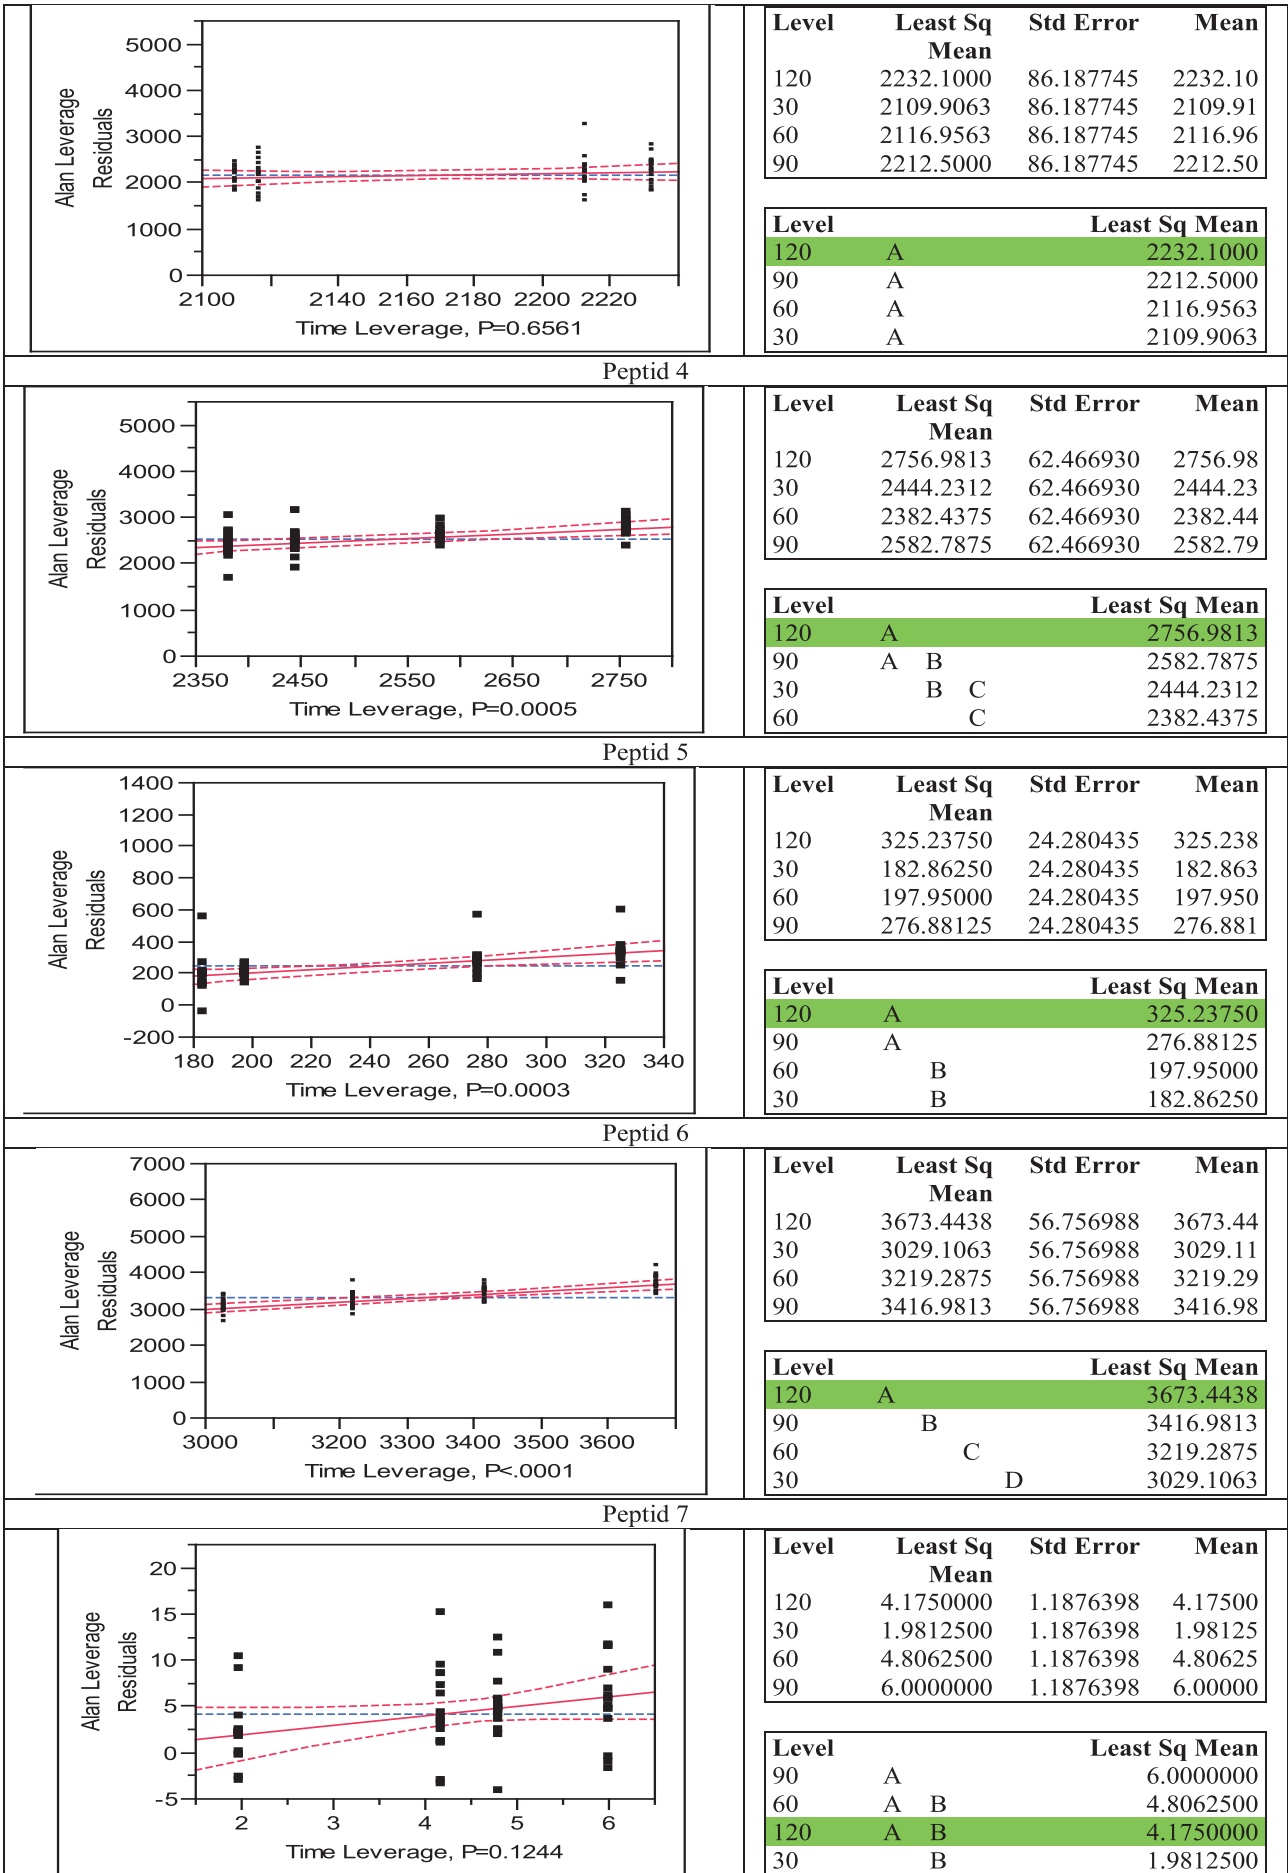 5000
4000
3000
2000
1000
0
Alan Leverage
Residuals
2100 2140 2160 2180 2200 2220
Time Leverage, P=0.6561
Level Least Sq Mean Std Error Mean
120 2232.1000 86.187745 2232.10
30 2109.9063 86.187745 2109.91
60 2116.9563 86.187745 2116.96
90 2212.5000 86.187745 2212.50
Level Least Sq Mean
120 A 2232.1000
90 A 2212.5000
60 A 2116.9563
30 A 2109.9063
Peptid 4
5000
4000
3000
2000
1000
0
Alan Leverage
Residuals
2350 2450 2550 2650 2750
Time Leverage, P=0.0005
Level Least Sq Mean Std Error Mean
120 2756.9813 62.466930 2756.98
30 2444.2312 62.466930 2444.23
60 2382.4375 62.466930 2382.44
90 2582.7875 62.466930 2582.79
Level Least Sq Mean
120 A 2756.9813
90 A B 2582.7875
30 B C 2444.2312
60 C 2382.4375
Peptid 5
1400
1200
1000
800
600
400
200
0
-200
Alan Leverage
Residuals
180 200 220 240 260 280 300 320 340
Time Leverage, P=0.0003
Level Least Sq Mean Std Error Mean
120 325.23750 24.280435 325.238
30 182.86250 24.280435 182.863
60 197.95000 24.280435 197.950
90 276.88125 24.280435 276.881
Level Least Sq Mean
120 A 325.23750
90 A 276.88125
60 B 197.95000
30 B 182.86250
Peptid 6
7000
6000
5000
4000
3000
2000
1000
0
Alan Leverage
Residuals
3000 3200 3300 3400 3500 3600
Time Leverage, P<.0001
Level Least Sq Mean Std Error Mean
120 3673.4438 56.756988 3673.44
30 3029.1063 56.756988 3029.11
60 3219.2875 56.756988 3219.29
90 3416.9813 56.756988 3416.98
Level Least Sq Mean
120 A 3673.4438
90 B 3416.9813
60 C 3219.2875
30 D 3029.1063
Peptid 7
20
15
10
5
0
-5
Alan Leverage
Residuals
2 3 4 5 6
Time Leverage, P=0.1244
Level Least Sq Mean Std Error Mean
120 4.1750000 1.1876398 4.17500
30 1.9812500 1.1876398 1.98125
60 4.8062500 1.1876398 4.80625
90 6.0000000 1.1876398 6.00000
Level Least Sq Mean
90 A 6.0000000
60 A B 4.8062500
120 A B 4.1750000
30 B 1.9812500